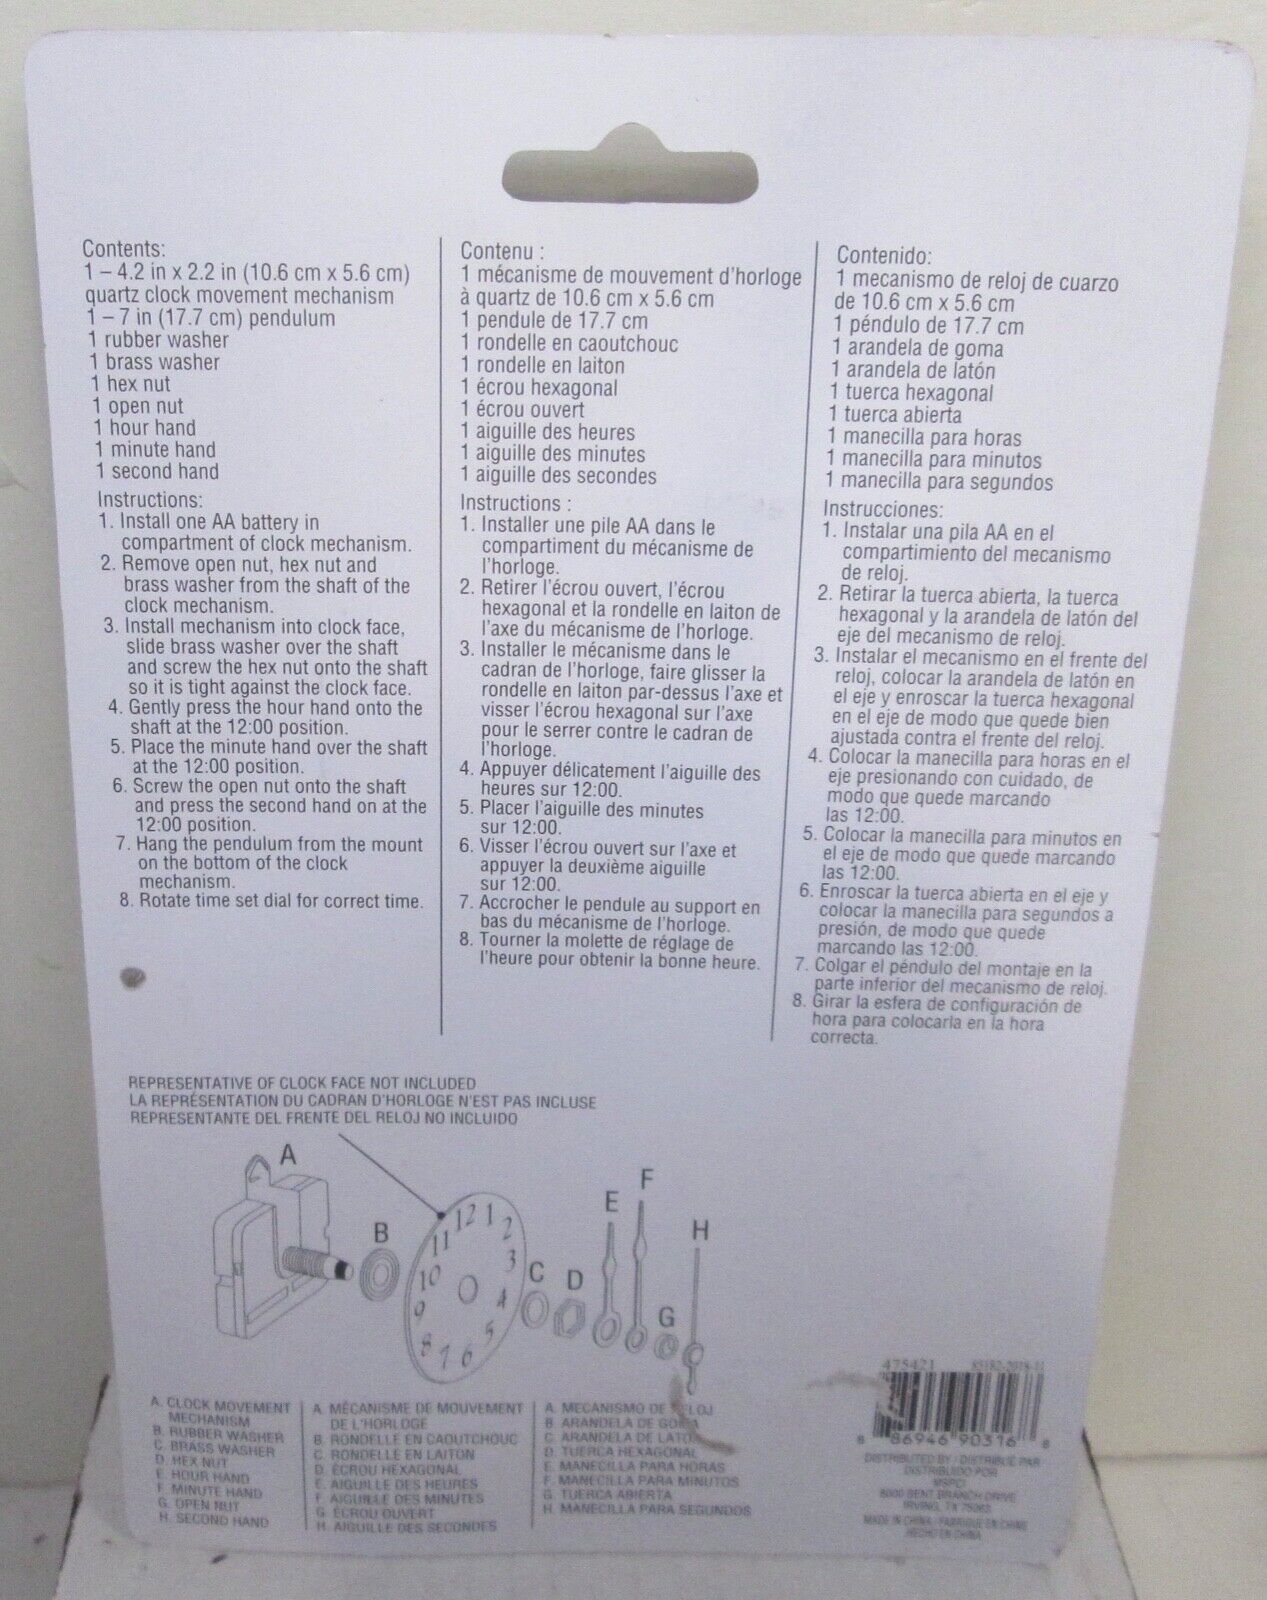 Contents:
1 – 4.2 in x 2.2 in (10.6 cm x 5.6 cm)
quartz clock movement mechanism
1 – 7 in (17.7 cm) pendulum
1 rubber washer
1 brass washer
1 hex nut
1 open nut
1 hour hand
1 minute hand
1 second hand
Instructions:
1. Install one AA battery in
compartment of clock mechanism.
2. Remove open nut, hex nut and
brass washer from the shaft of the
clock mechanism.
3. Install mechanism into clock face,
slide brass washer over the shaft
and screw the hex nut onto the shaft
so it is tight against the clock face.
4. Gently press the hour hand onto the
shaft at the 12:00 position.
5. Place the minute hand over the shaft
at the 12:00 position.
6. Screw the open nut onto the shaft
and press the second hand on at the
12:00 position.
7. Hang the pendulum from the mount
on the bottom of the clock
mechanism.
8. Rotate time set dial for correct time.
Contenu :
1 mécanisme de mouvement d'horloge
à quartz de 10.6 cm x 5.6 cm
1 pendule de 17.7 cm
1 rondelle en caoutchouc
1 rondelle en laiton
1 écrou hexagonal
1 écrou ouvert
1 aiguille des heures
1 aiguille des minutes
1 aiguille des secondes
Instructions :
1. Installer une pile AA dans le
compartiment du mécanisme de
l'horloge.
2. Retirer l'écrou ouvert, l'écrou
hexagonal et la rondelle en laiton de
l'axe du mécanisme de l'horloge.
3. Installer le mécanisme dans le
cadran de l'horloge, faire glisser la
rondelle en laiton par-dessus l'axe et
visser l'écrou hexagonal sur l'axe
pour le serrer contre le cadran de
l'horloge.
4. Appuyer délicatement l'aiguille des
heures sur 12:00.
5. Placer l'aiguille des minutes
sur 12:00.
6. Visser l'écrou ouvert sur l'axe et
appuyer la deuxième aiguille
sur 12:00.
7. Accrocher le pendule au support en
bas du mécanisme de l'horloge.
8. Tourner la molette de réglage de
l'heure pour obtenir la bonne heure.
Contenido:
1 mecanismo de reloj de cuarzo
de 10.6 cm x 5.6 cm
1 péndulo de 17.7 cm
1 arandela de goma
1 arandela de latón
1 tuerca hexagonal
1 tuerca abierta
1 manecilla para horas
1 manecilla para minutos
1 manecilla para segundos
Instrucciones:
1. Instalar una pila AA en el
compartimiento del mecanismo
de reloj.
2. Retirar la tuerca abierta, la tuerca
hexagonal y la arandela de latón del
eje del mecanismo de reloj.
3. Instalar el mecanismo en el frente del
reloj, colocar la arandela de latón en
el eje y enroscar la tuerca hexagonal
en el eje de modo que quede bien
ajustada contra el frente del reloj.
4. Colocar la manecilla para horas en el
eje presionando con cuidado, de
modo que quede marcando
las 12:00.
5. Colocar la manecilla para minutos en
el eje de modo que quede marcando
las 12:00.
6. Enroscar la tuerca abierta en el eje y
colocar la manecilla para segundos a
presión, de modo que quede
marcando las 12:00.
7. Colgar el péndulo del montaje en la
parte inferior del mecanismo de reloj.
8. Girar la esfera de configuración de
hora para colocarla en la hora
correcta.
REPRESENTATIVE OF CLOCK FACE NOT INCLUDED
LA REPRÉSENTATION DU CADRAN D'HORLOGE N'EST PAS INCLUSE
REPRESENTANTE DEL FRENTE DEL RELOJ NO INCLUIDO
A
B
12 1 2 3 4 5 6 7 8 9 10 11
C
D
E
F
G
H
A. CLOCK MOVEMENT
MECHANISM
B. RUBBER WASHER
C. BRASS WASHER
D. HEX NUT
E. HOUR HAND
F. MINUTE HAND
G. OPEN NUT
H. SECOND HAND
A. MÉCANISME DE MOUVEMENT
DE L'HORLOGE
B. RONDELLE EN CAOUTCHOUC
C. RONDELLE EN LAITON
D. ÉCROU HEXAGONAL
E. AIGUILLE DES HEURES
F. AIGUILLE DES MINUTES
G. ÉCROU OUVERT
H. AIGUILLE DES SECONDES
A. MECANISMO DE RELOJ
B. ARANDELA DE GOMA
C. ARANDELA DE LATÓN
D. TUERCA HEXAGONAL
E. MANECILLA PARA HORAS
F. MANECILLA PARA MINUTOS
G. TUERCA ABIERTA
H. MANECILLA PARA SEGUNDOS
475421
8 86946 90316 8
DISTRIBUTED BY / DISTRIBUÉ PAR
DISTRIBUIDO POR
MSPCI
8000 BENT BRANCH DRIVE
IRVING, TX 75063
MADE IN CHINA / FABRIQUÉ EN CHINE
HECHO EN CHINA